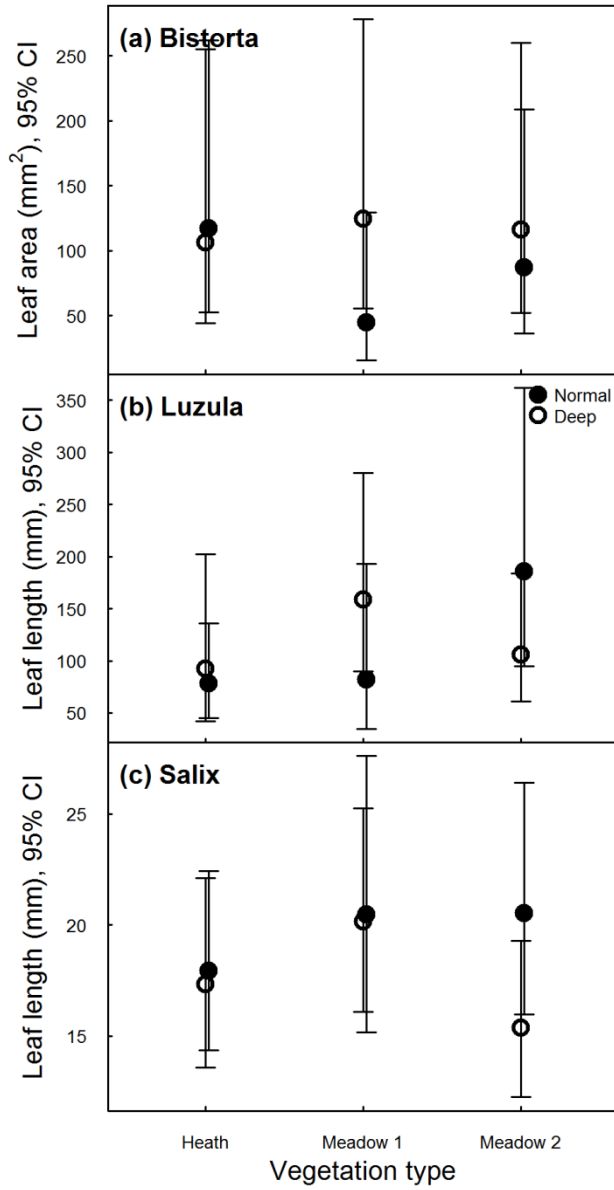 (a) Bistorta
Leaf area (mm²), 95% CI
250
200
150
100
50
(b) Luzula
Normal
Deep
Leaf length (mm), 95% CI
350
300
250
200
150
100
50
(c) Salix
Leaf length (mm), 95% CI
25
20
15
Heath Meadow 1 Meadow 2
Vegetation type